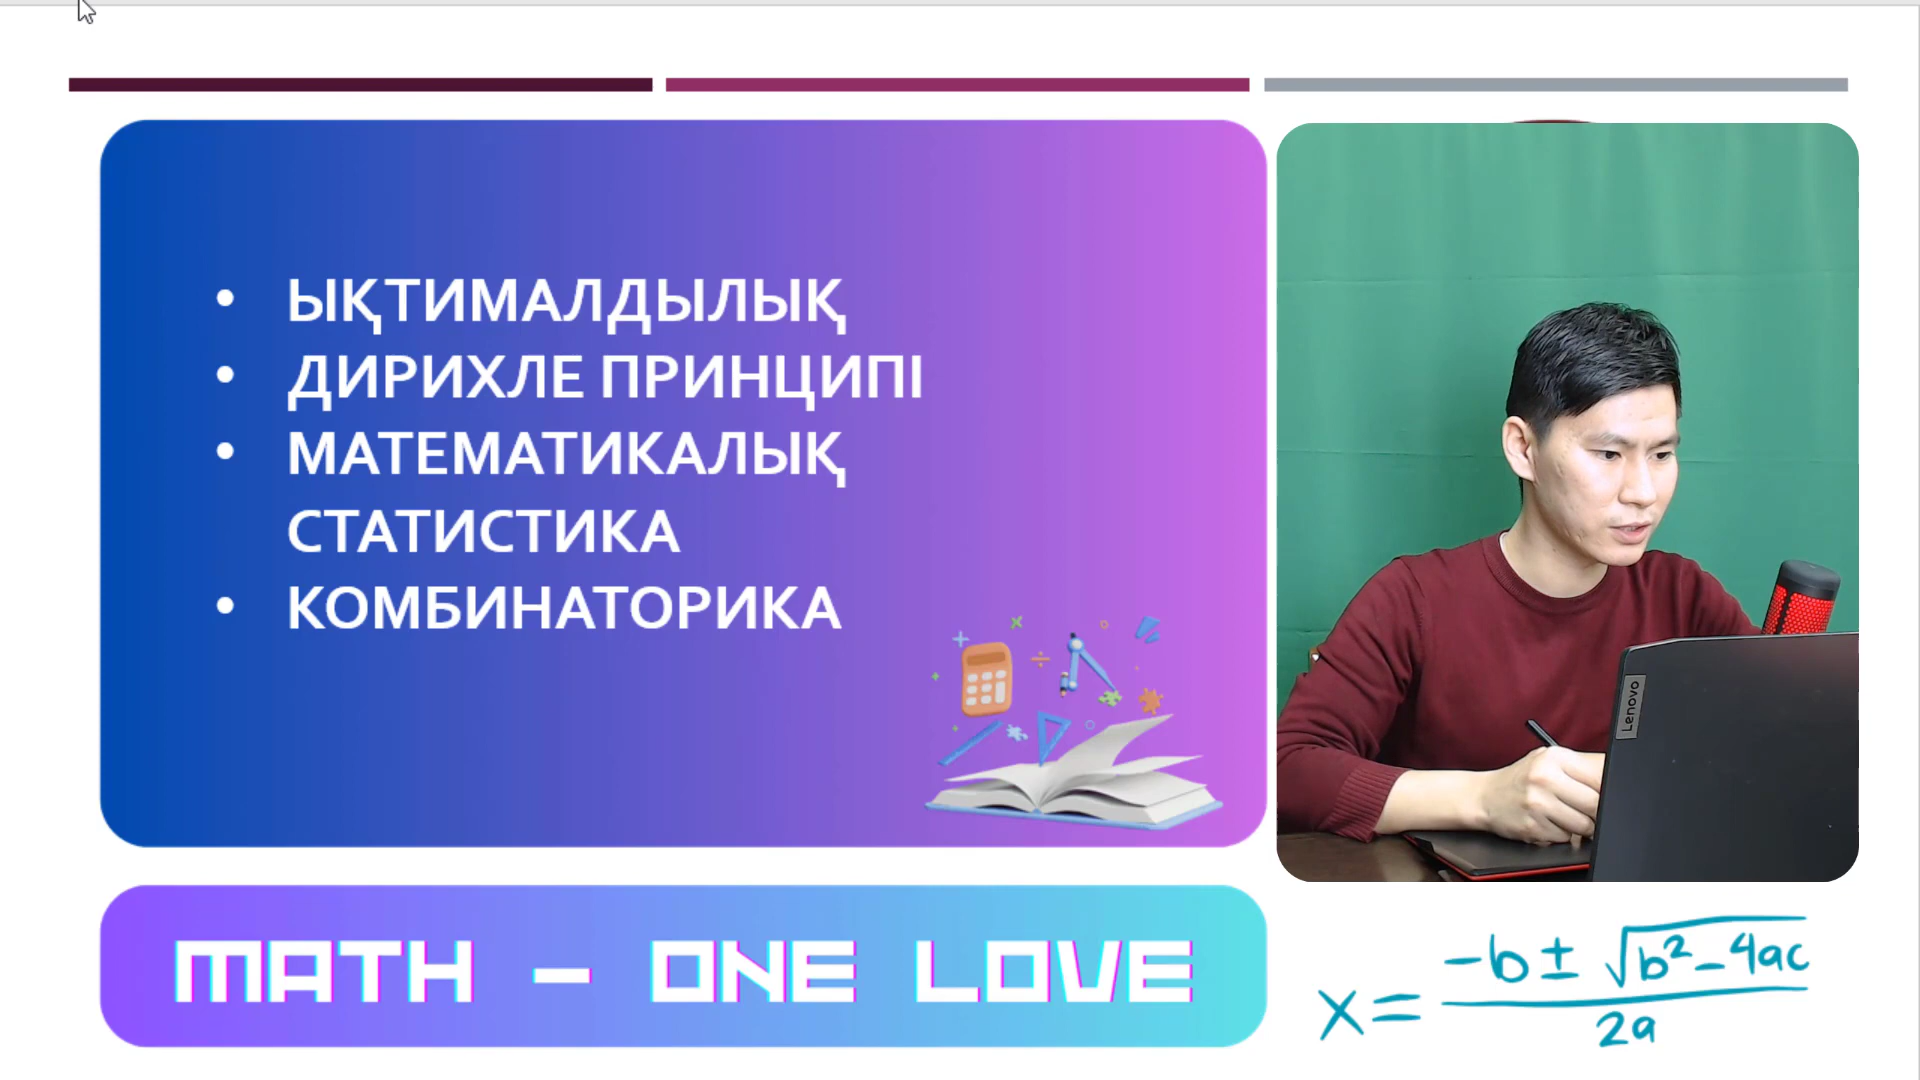 • ЫҚТИМАЛДЫЛЫҚ
• ДИРИХЛЕ ПРИНЦИПІ
• МАТЕМАТИКАЛЫҚ
СТАТИСТИКА
• КОМБИНАТОРИКА
Lenovo
MATH - ONE LOVE
x = (-b ± √(b² - 4ac)) / 2a